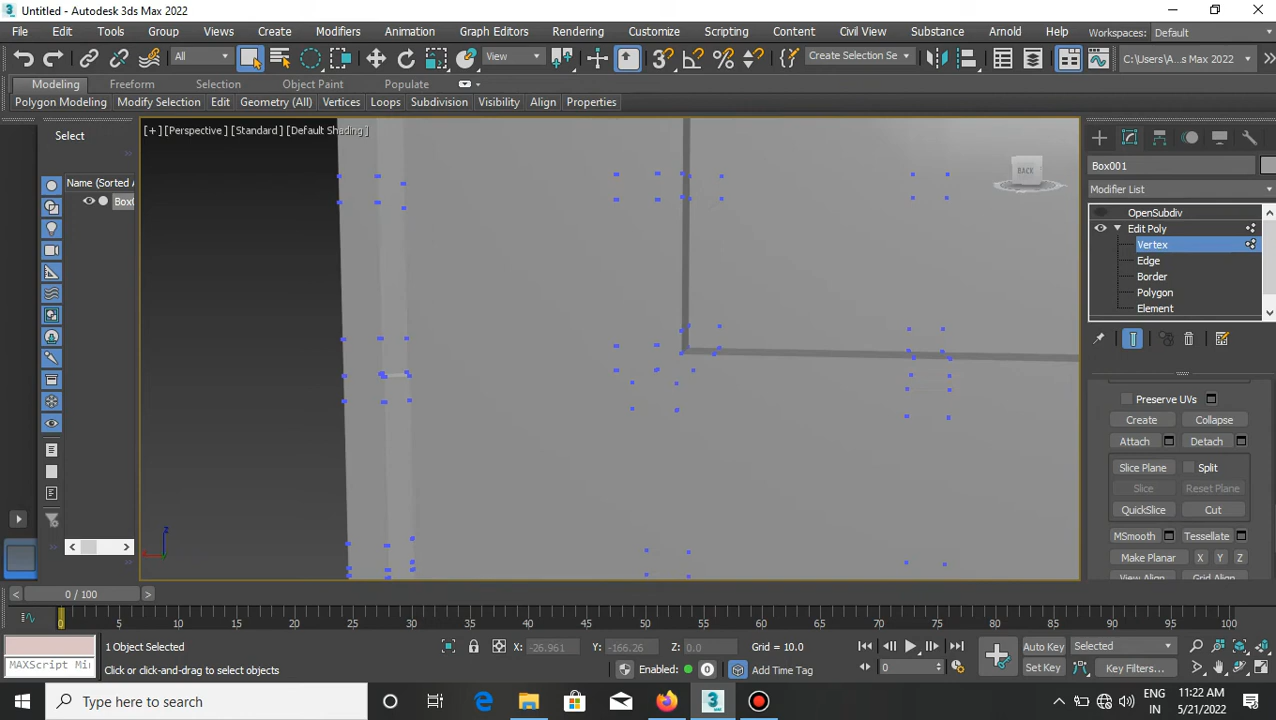 Untitled - Autodesk 3ds Max 2022
File Edit Tools Group Views Create Modifiers Animation Graph Editors Rendering Customize Scripting Content Civil View Substance Arnold Help Workspaces: Default
All View Create Selection Se C:\Users\A...s Max 2022
Modeling Freeform Selection Object Paint Populate
Polygon Modeling Modify Selection Edit Geometry (All) Vertices Loops Subdivision Visibility Align Properties
Select
[+] [Perspective] [Standard] [Default Shading]
Name (Sorted A
Box0
BACK
Box001
Modifier List
OpenSubdiv
Edit Poly
Vertex
Edge
Border
Polygon
Element
Preserve UVs
Create Collapse
Attach Detach
Slice Plane Split
Slice Reset Plane
QuickSlice Cut
MSmooth Tessellate
Make Planar X Y Z
View Align Grid Align
z
0 / 100
0 5 10 15 20 25 30 35 40 45 50 55 60 65 70 75 80 85 90 95 100
1 Object Selected X: -26.961 Y: -166.26 Z: 0.0 Grid = 10.0 Auto Key Selected
MAXScript Mi Click or click-and-drag to select objects Enabled: 0 Add Time Tag 0 Set Key Key Filters...
Type here to search
ENG
IN
11:22 AM
5/21/2022